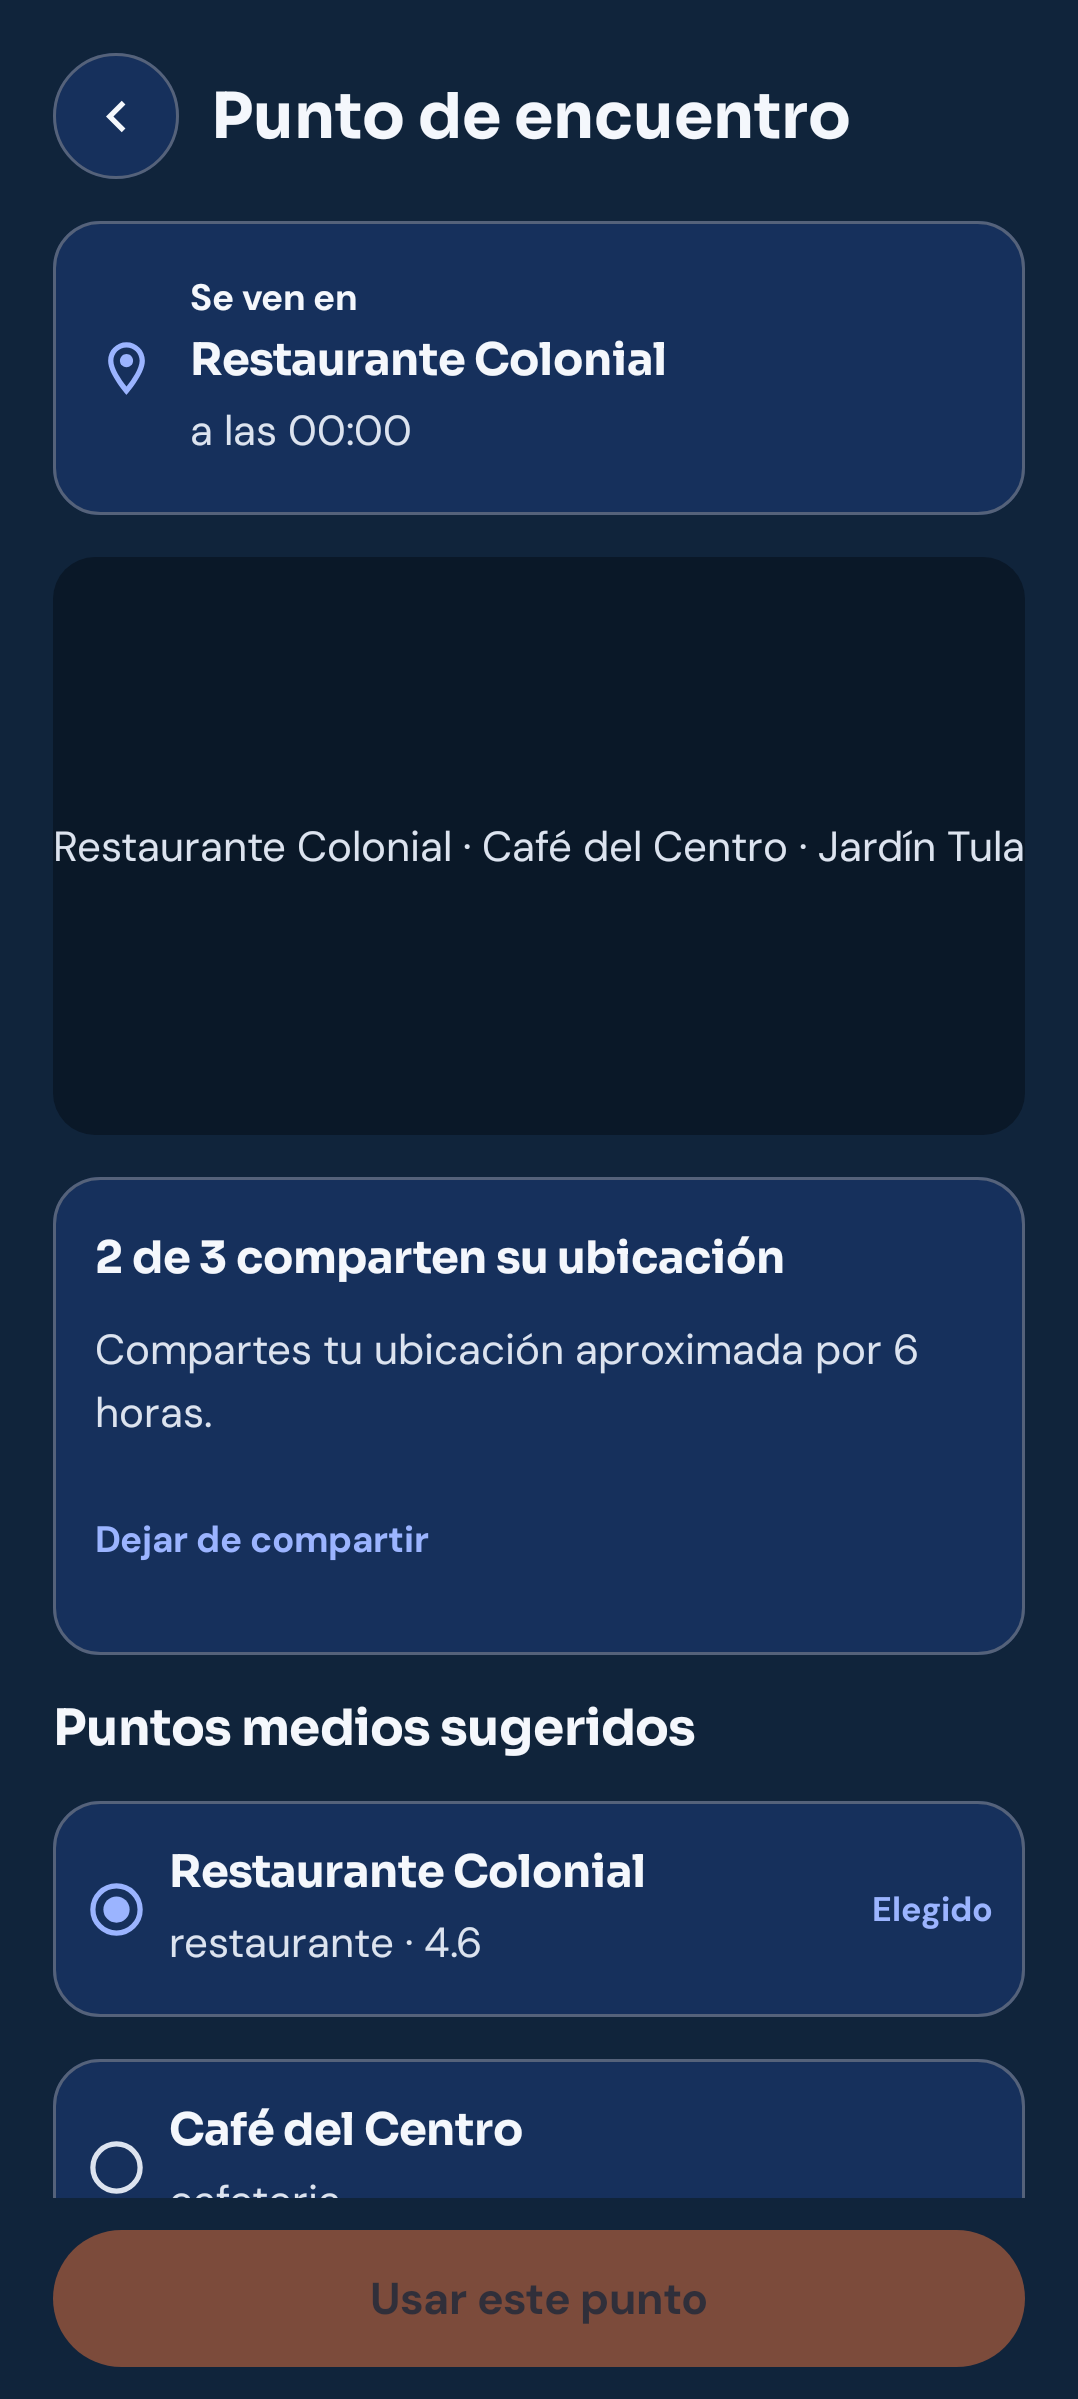 Punto de encuentro
Se ven en
Restaurante Colonial
a las 00:00
Restaurante Colonial · Café del Centro · Jardín Tula
2 de 3 comparten su ubicación
Compartes tu ubicación aproximada por 6
horas.
Dejar de compartir
Puntos medios sugeridos
Restaurante Colonial
restaurante · 4.6
Elegido
Café del Centro
Usar este punto